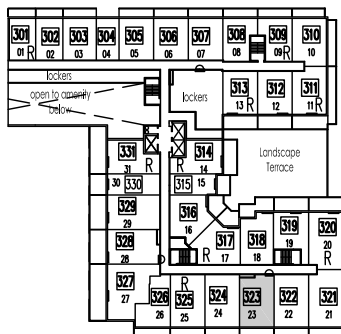 301 302 303 304 305 306 307 308 309 310
01 R 02 03 04 05 06 07 08 09 R 10
lockers
open to amenity
below
lockers
313 312 311
13 R 12 11 R
331 314
31 R R 14
30 330 315 15
Landscape
Terrace
329
29
316
16
328
28
317 318 319 320
R 17 18 19 20
R
327
27
326 325 324 323 322 321
26 R 25 24 23 22 21